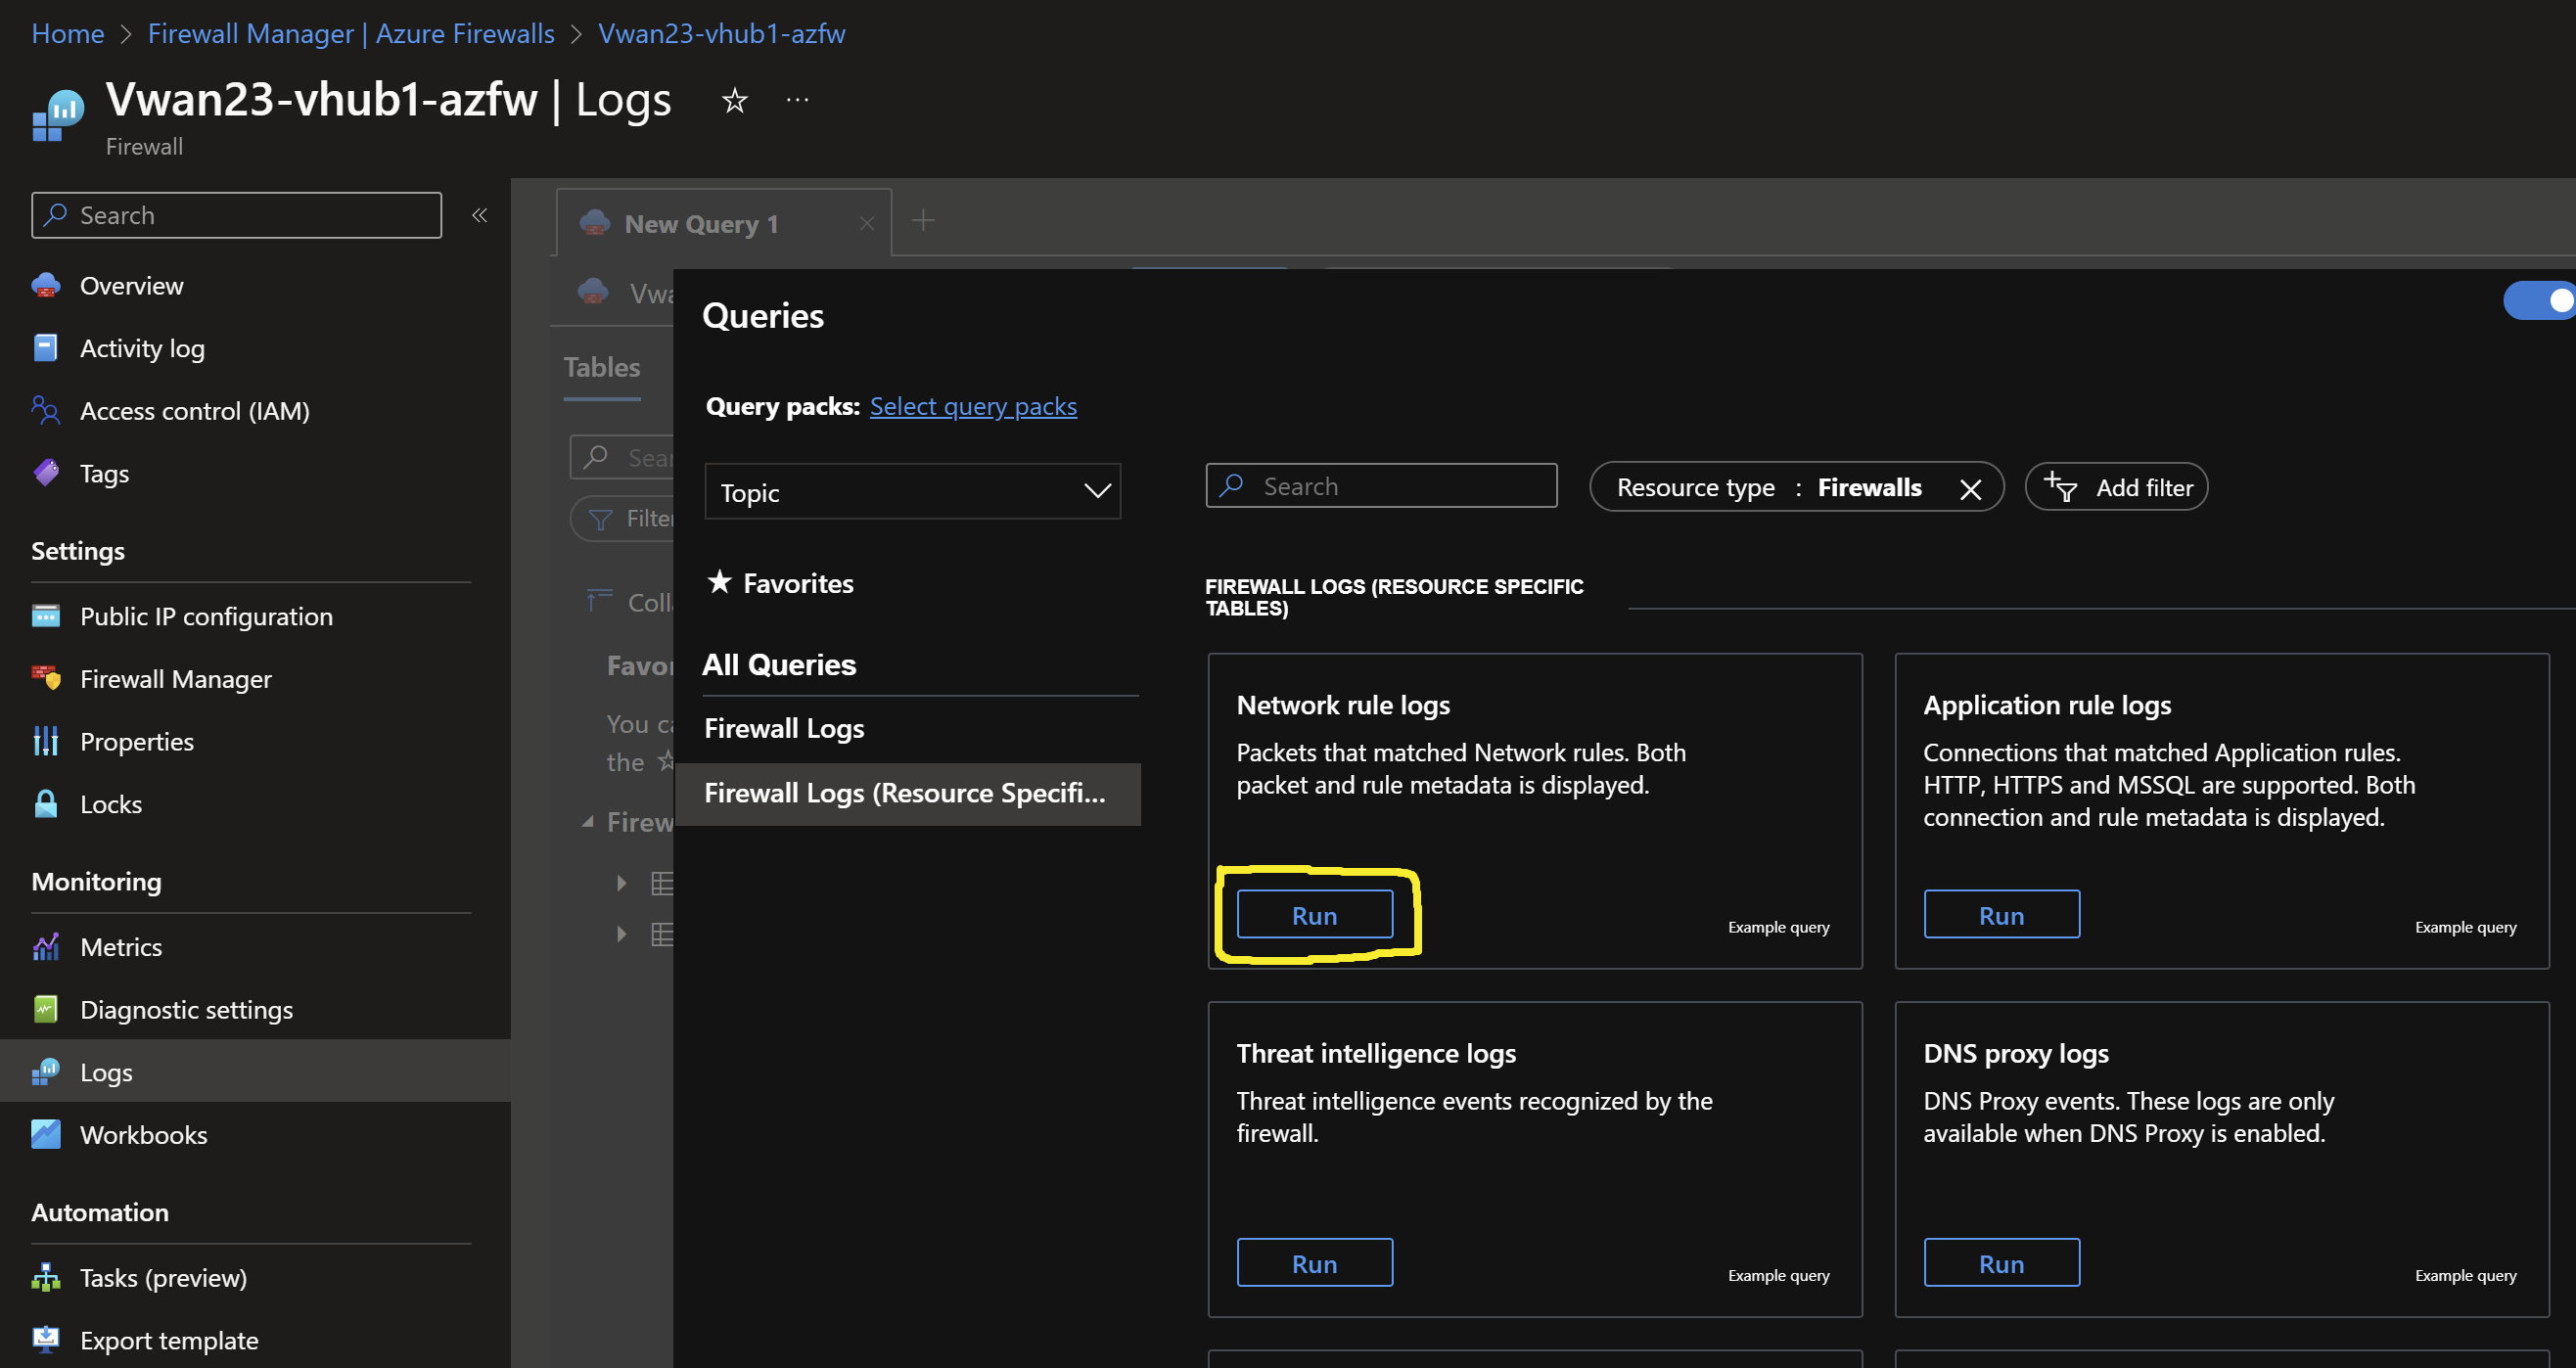 Home > Firewall Manager | Azure Firewalls > Vwan23-vhub1-azfw
Vwan23-vhub1-azfw | Logs
Firewall
Search
Overview
Activity log
Access control (IAM)
Tags
Settings
Public IP configuration
Firewall Manager
Properties
Locks
Monitoring
Metrics
Diagnostic settings
Logs
Workbooks
Automation
Tasks (preview)
Export template
New Query 1
Vwa
Tables
Sear
Filter
Colla
Favor
You ca
the
Firew
Queries
Query packs: Select query packs
Topic
Favorites
All Queries
Firewall Logs
Firewall Logs (Resource Specifi...
Search
Resource type : Firewalls
Add filter
FIREWALL LOGS (RESOURCE SPECIFIC
TABLES)
Network rule logs
Packets that matched Network rules. Both
packet and rule metadata is displayed.
Run
Example query
Application rule logs
Connections that matched Application rules.
HTTP, HTTPS and MSSQL are supported. Both
connection and rule metadata is displayed.
Run
Example query
Threat intelligence logs
Threat intelligence events recognized by the
firewall.
Run
Example query
DNS proxy logs
DNS Proxy events. These logs are only
available when DNS Proxy is enabled.
Run
Example query